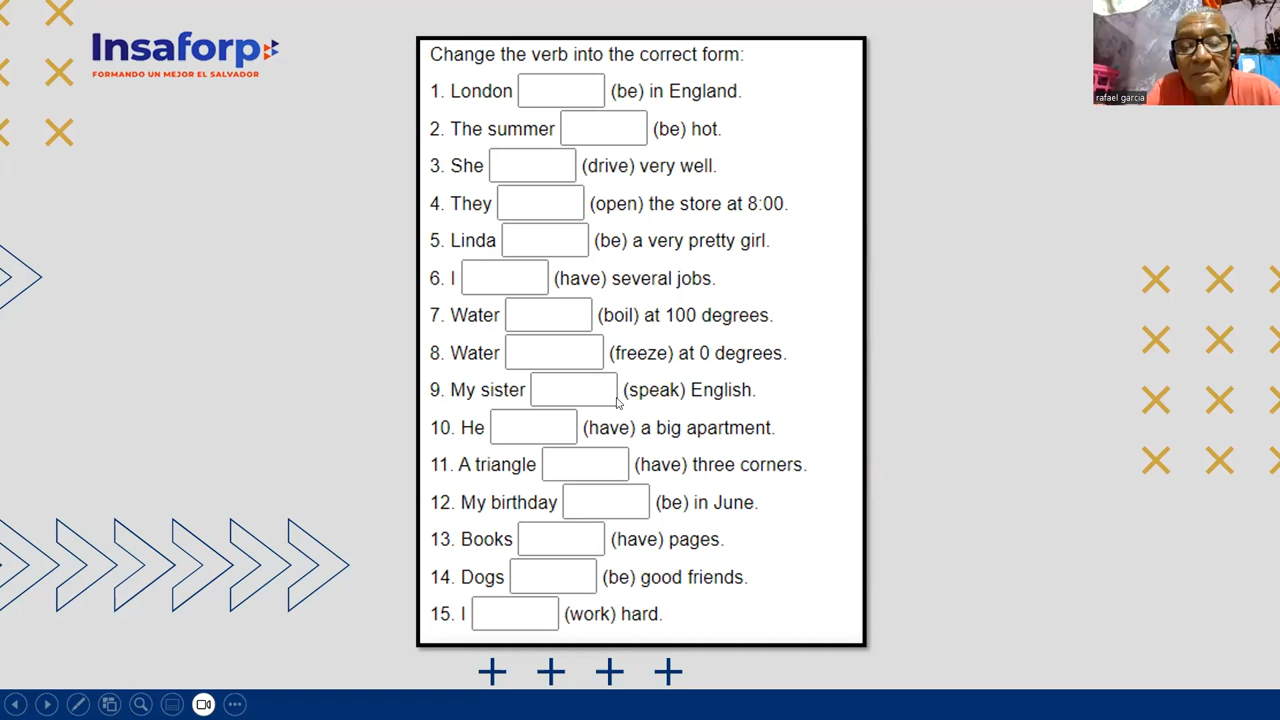 Insaforp
FORMANDO UN MEJOR EL SALVADOR
Change the verb into the correct form:
1. London (be) in England.
2. The summer (be) hot.
3. She (drive) very well.
4. They (open) the store at 8:00.
5. Linda (be) a very pretty girl.
6. I (have) several jobs.
7. Water (boil) at 100 degrees.
8. Water (freeze) at 0 degrees.
9. My sister (speak) English.
10. He (have) a big apartment.
11. A triangle (have) three corners.
12. My birthday (be) in June.
13. Books (have) pages.
14. Dogs (be) good friends.
15. I (work) hard.
rafael garcia